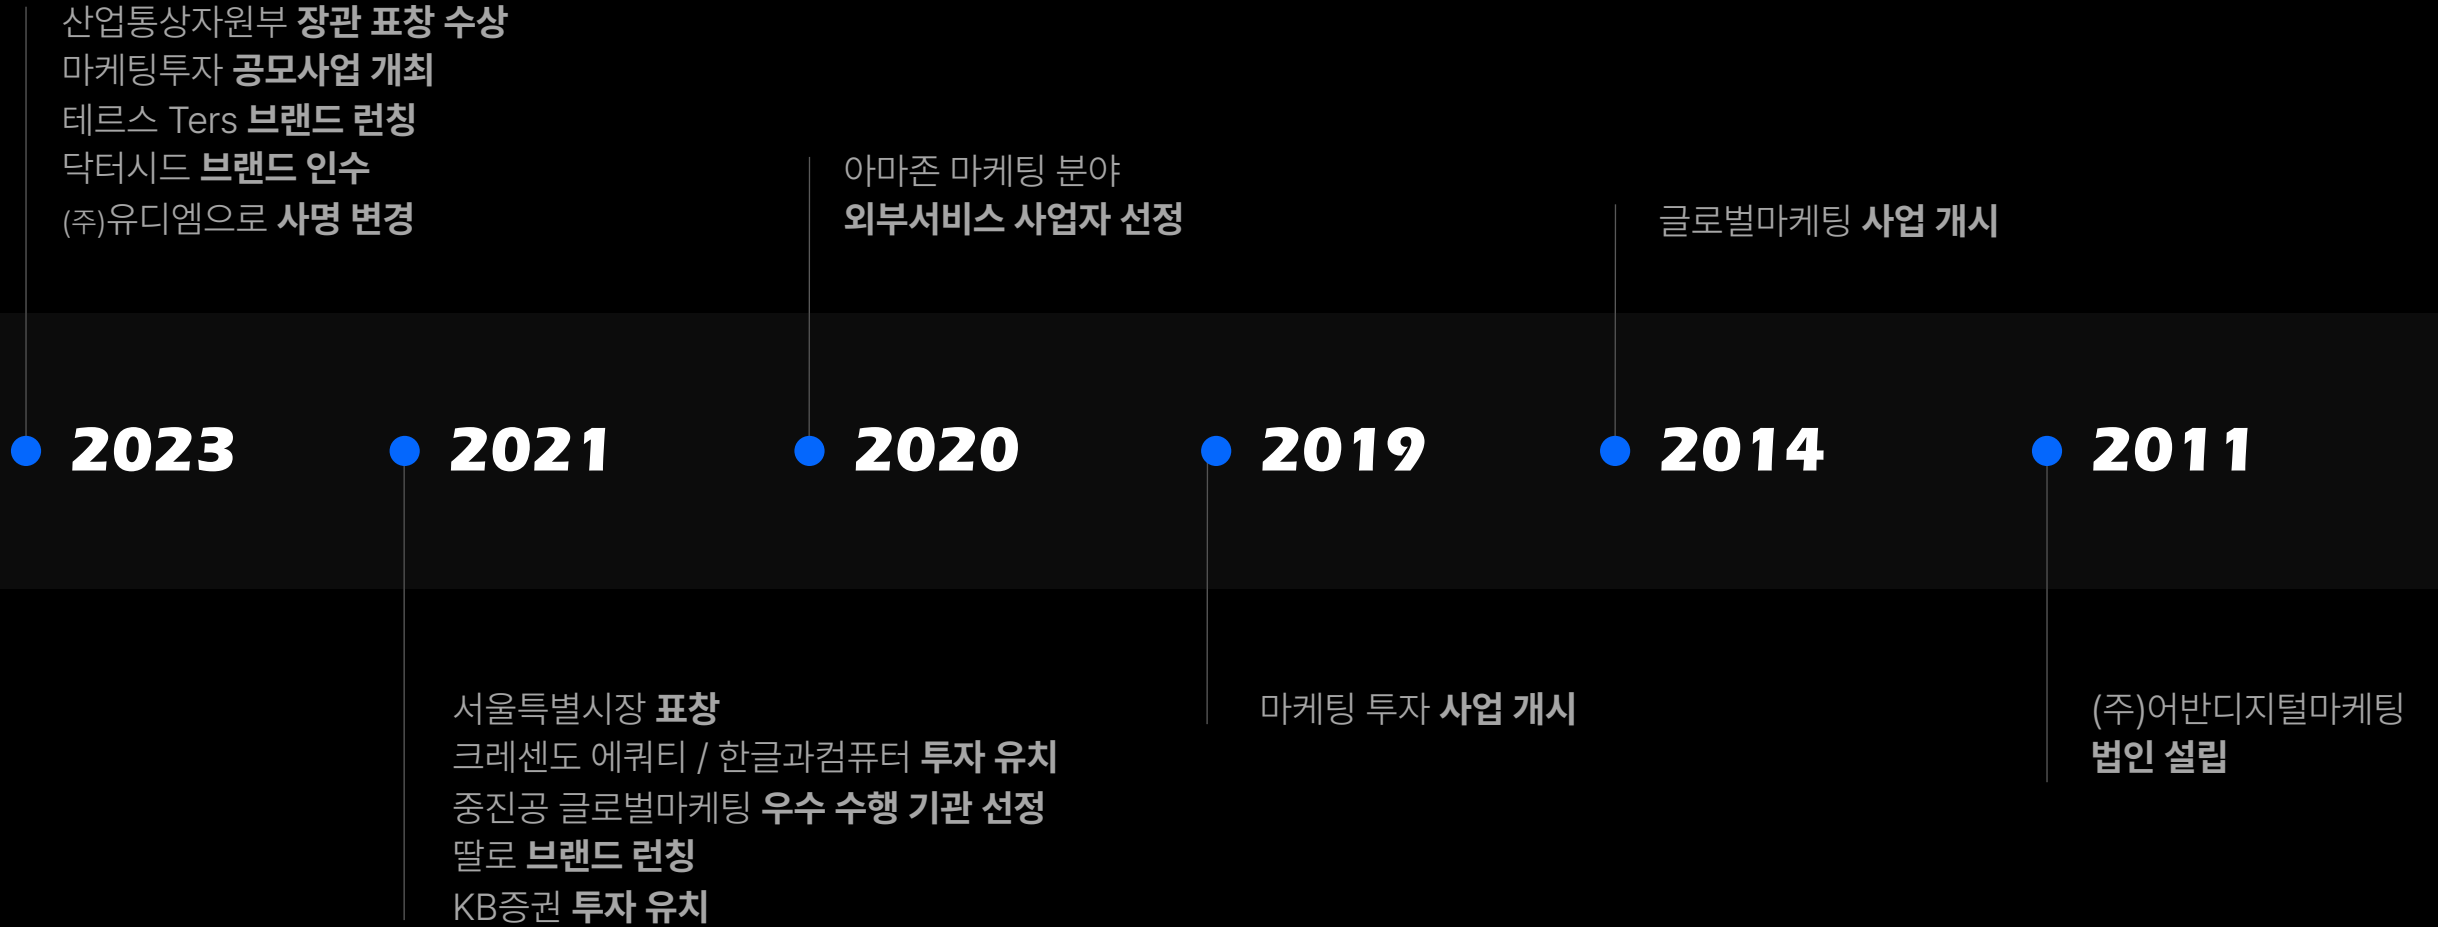 산업통상자원부 장관 표창 수상
마케팅투자 공모사업 개최
테르스 Ters 브랜드 런칭
닥터시드 브랜드 인수
(주)유디엠으로 사명 변경
아마존 마케팅 분야
외부서비스 사업자 선정
글로벌마케팅 사업 개시
2023
2021
2020
2019
2014
2011
서울특별시장 표창
크레센도 에쿼티 / 한글과컴퓨터 투자 유치
중진공 글로벌마케팅 우수 수행 기관 선정
딸로 브랜드 런칭
KB증권 투자 유치
마케팅 투자 사업 개시
(주)어반디지털마케팅
법인 설립